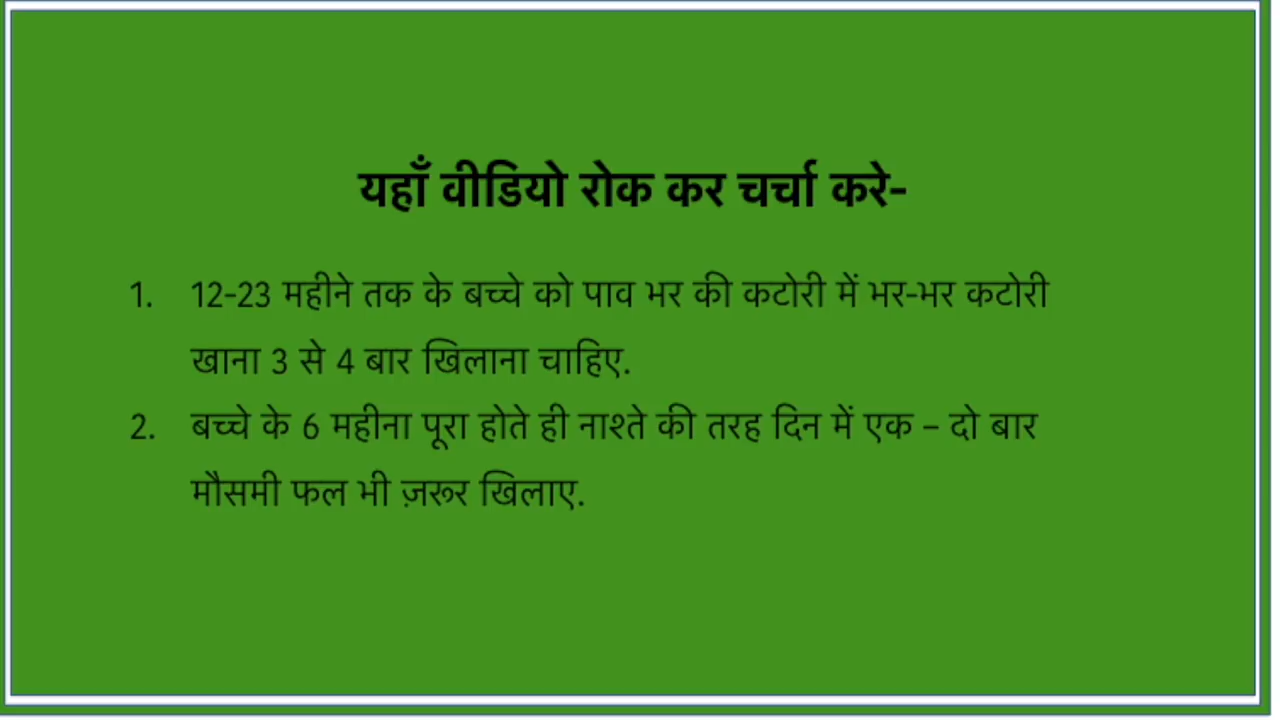 यहाँ वीडियो रोक कर चर्चा करे-
1. 12-23 महीने तक के बच्चे को पाव भर की कटोरी में भर-भर कटोरी
खाना 3 से 4 बार खिलाना चाहिए.
2. बच्चे के 6 महीना पूरा होते ही नाश्ते की तरह दिन में एक – दो बार
मौसमी फल भी ज़रूर खिलाए.